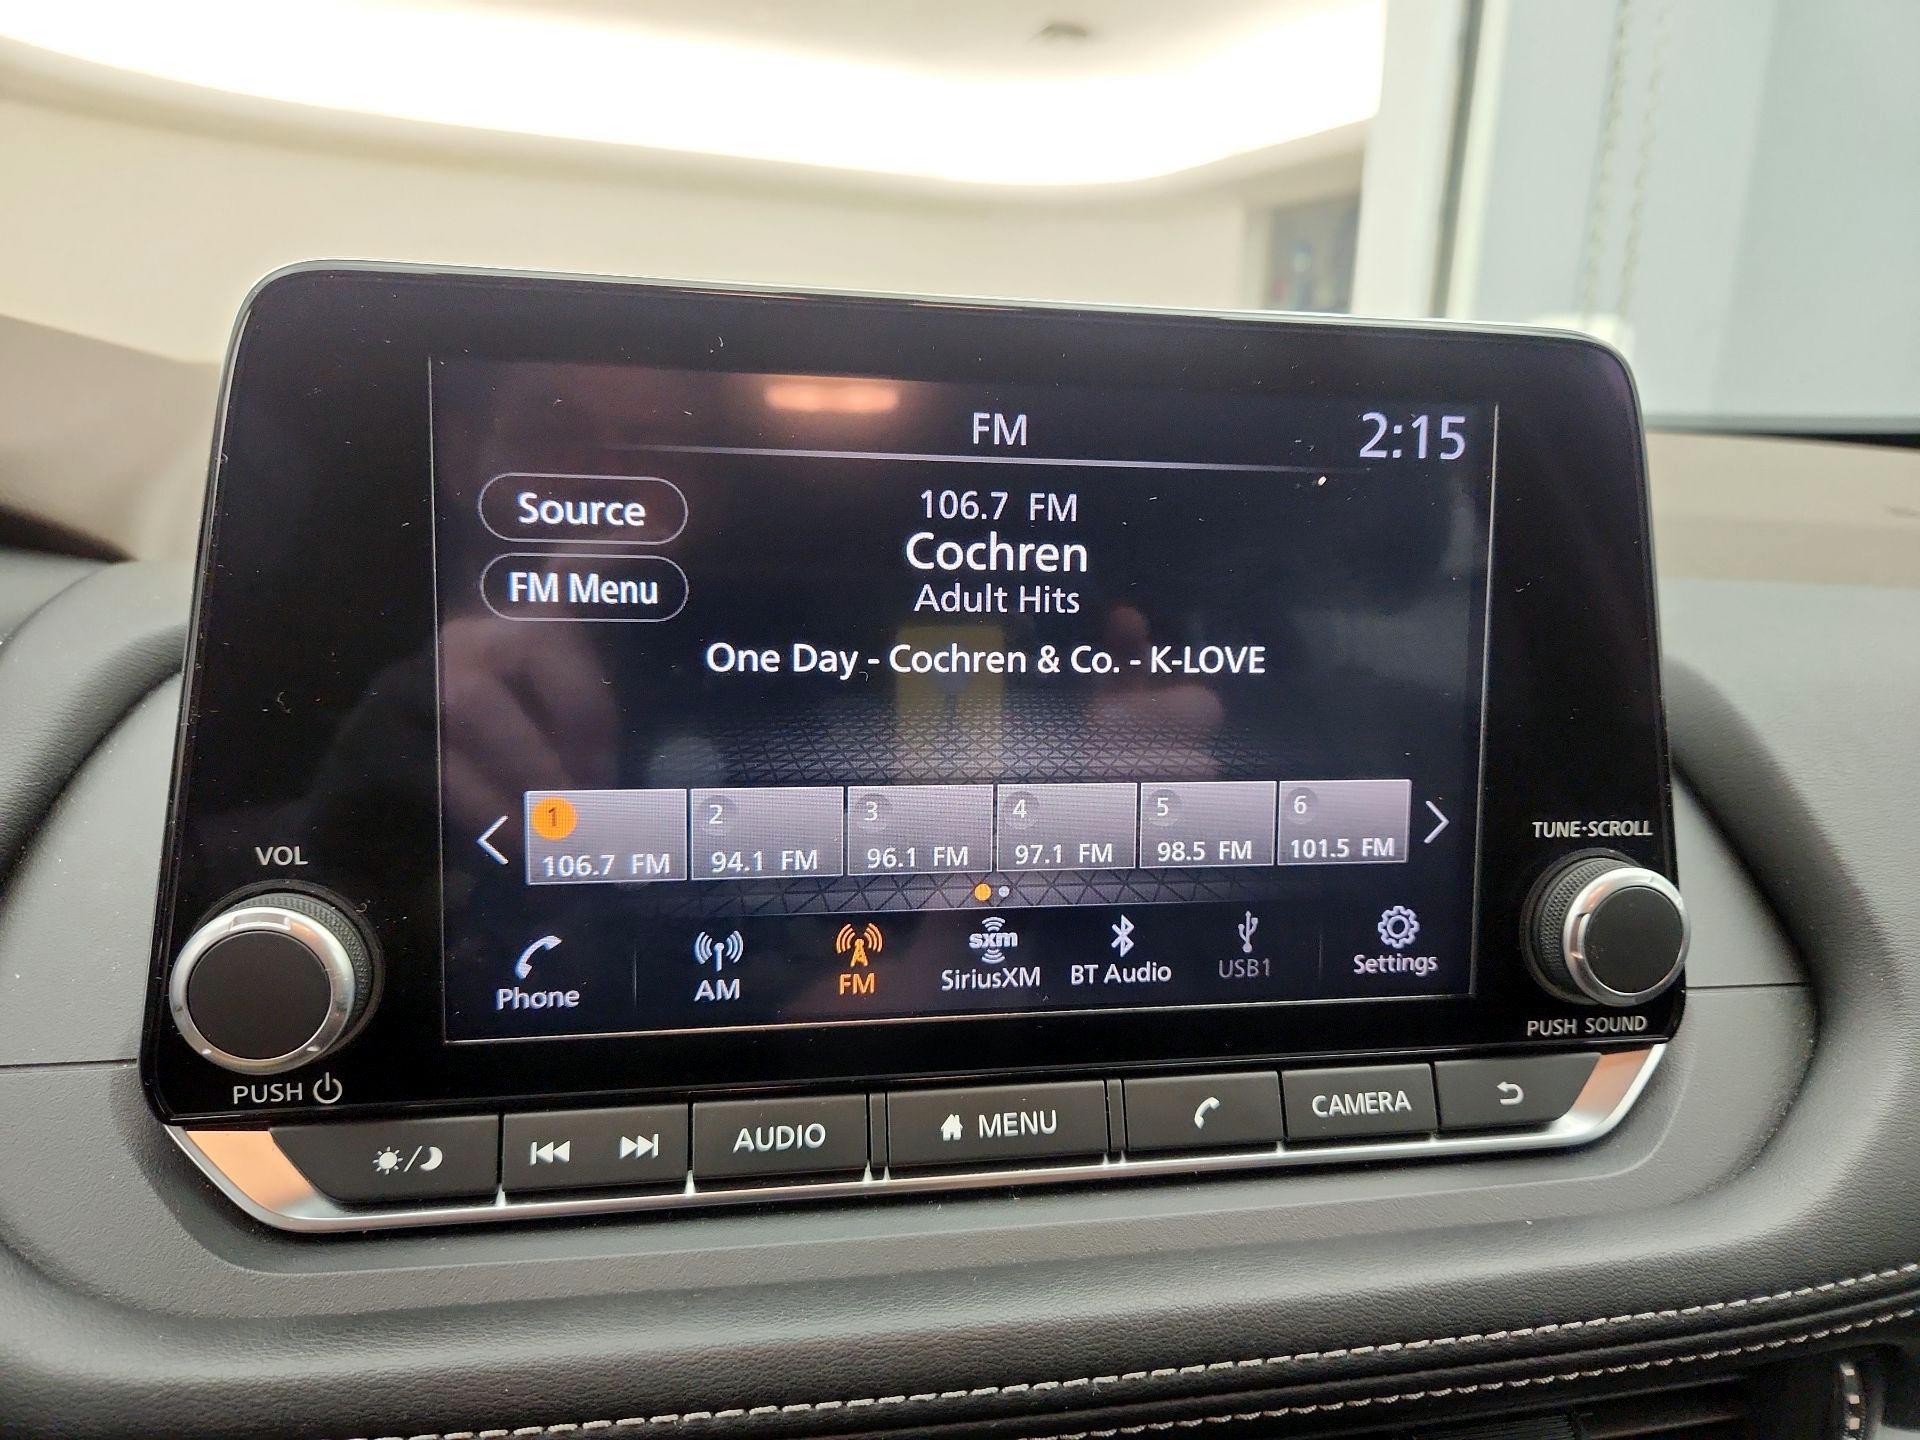 FM
2:15
Source
106.7 FM
Cochren
FM Menu
Adult Hits
One Day - Cochren & Co. - K-LOVE
1
2
3
4
5
6
106.7 FM
94.1 FM
96.1 FM
97.1 FM
98.5 FM
101.5 FM
Phone
AM
FM
sxm
SiriusXM
BT Audio
USB1
Settings
VOL
PUSH
TUNE·SCROLL
PUSH SOUND
AUDIO
MENU
CAMERA